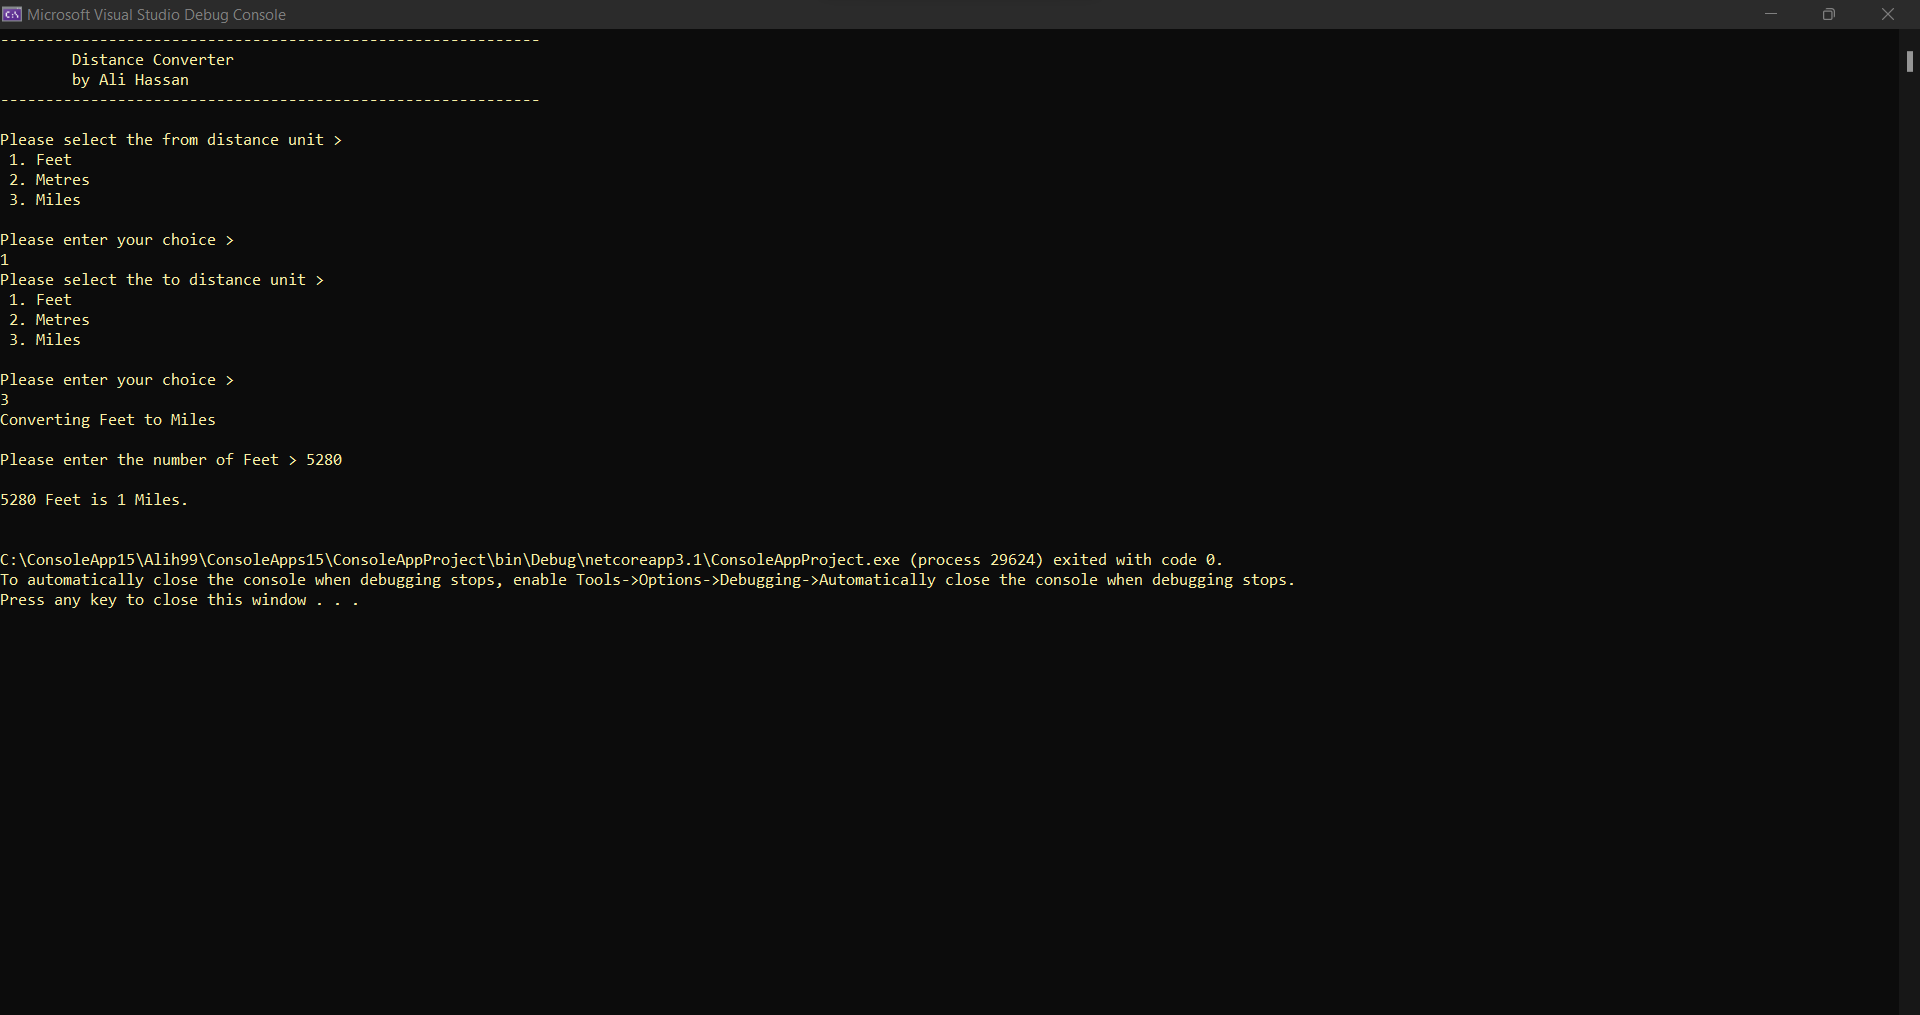 Microsoft Visual Studio Debug Console
------------------------------------------------------------
        Distance Converter
        by Ali Hassan
------------------------------------------------------------

Please select the from distance unit >
 1. Feet
 2. Metres
 3. Miles

Please enter your choice >
1
Please select the to distance unit >
 1. Feet
 2. Metres
 3. Miles

Please enter your choice >
3
Converting Feet to Miles

Please enter the number of Feet > 5280

5280 Feet is 1 Miles.


C:\ConsoleApp15\Alih99\ConsoleApps15\ConsoleAppProject\bin\Debug\netcoreapp3.1\ConsoleAppProject.exe (process 29624) exited with code 0.
To automatically close the console when debugging stops, enable Tools->Options->Debugging->Automatically close the console when debugging stops.
Press any key to close this window . . .